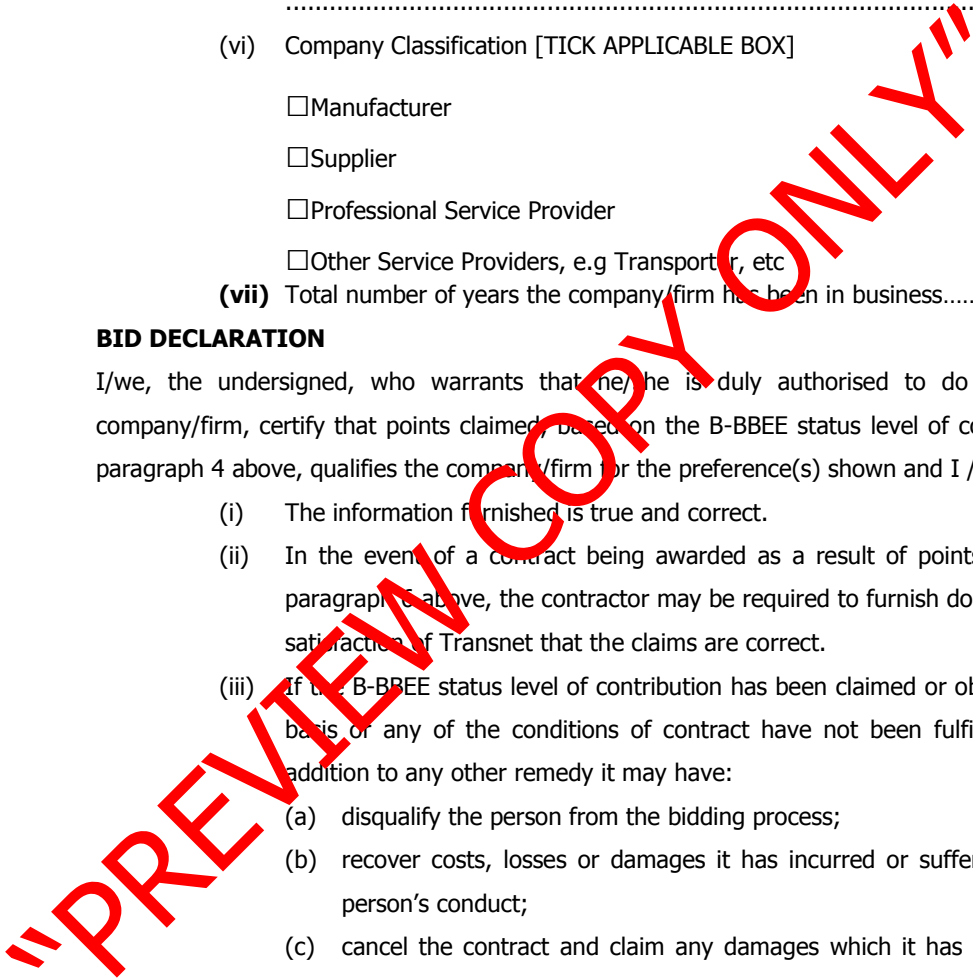 ................................................................................................
(vi) Company Classification [TICK APPLICABLE BOX]
☐Manufacturer
☐Supplier
☐Professional Service Provider
☐Other Service Providers, e.g Transporter, etc
(vii) Total number of years the company/firm has been in business.....
BID DECLARATION
I/we, the undersigned, who warrants that he/she is duly authorised to do
company/firm, certify that points claimed, based on the B-BBEE status level of
paragraph 4 above, qualifies the company/firm for the preference(s) shown and I /
(i) The information furnished is true and correct.
(ii) In the event of a contract being awarded as a result of points
paragraph 6 above, the contractor may be required to furnish
satisfaction of Transnet that the claims are correct.
(iii) If the B-BBEE status level of contribution has been claimed or
basis or any of the conditions of contract have not been
addition to any other remedy it may have:
(a) disqualify the person from the bidding process;
(b) recover costs, losses or damages it has incurred or
person’s conduct;
(c) cancel the contract and claim any damages which it has
“PREVIEW COPY ONLY”